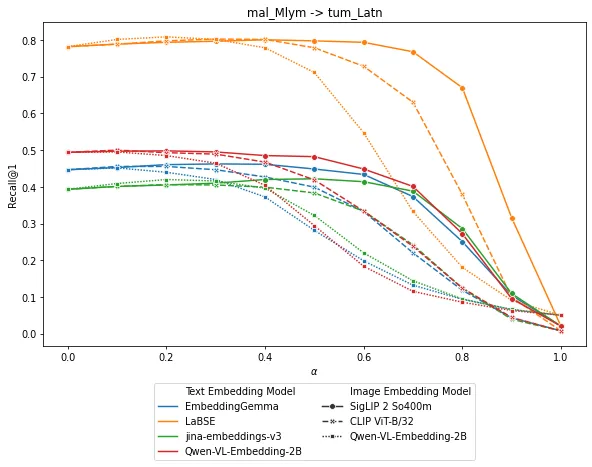 mal_Mlym -> tum_Latn
Recall@1
0.8
0.7
0.6
0.5
0.4
0.3
0.2
0.1
0.0
0.0 0.2 0.4 0.6 0.8 1.0
α
Text Embedding Model
EmbeddingGemma
LaBSE
jina-embeddings-v3
Qwen-VL-Embedding-2B
Image Embedding Model
SigLIP 2 So400m
CLIP ViT-B/32
Qwen-VL-Embedding-2B